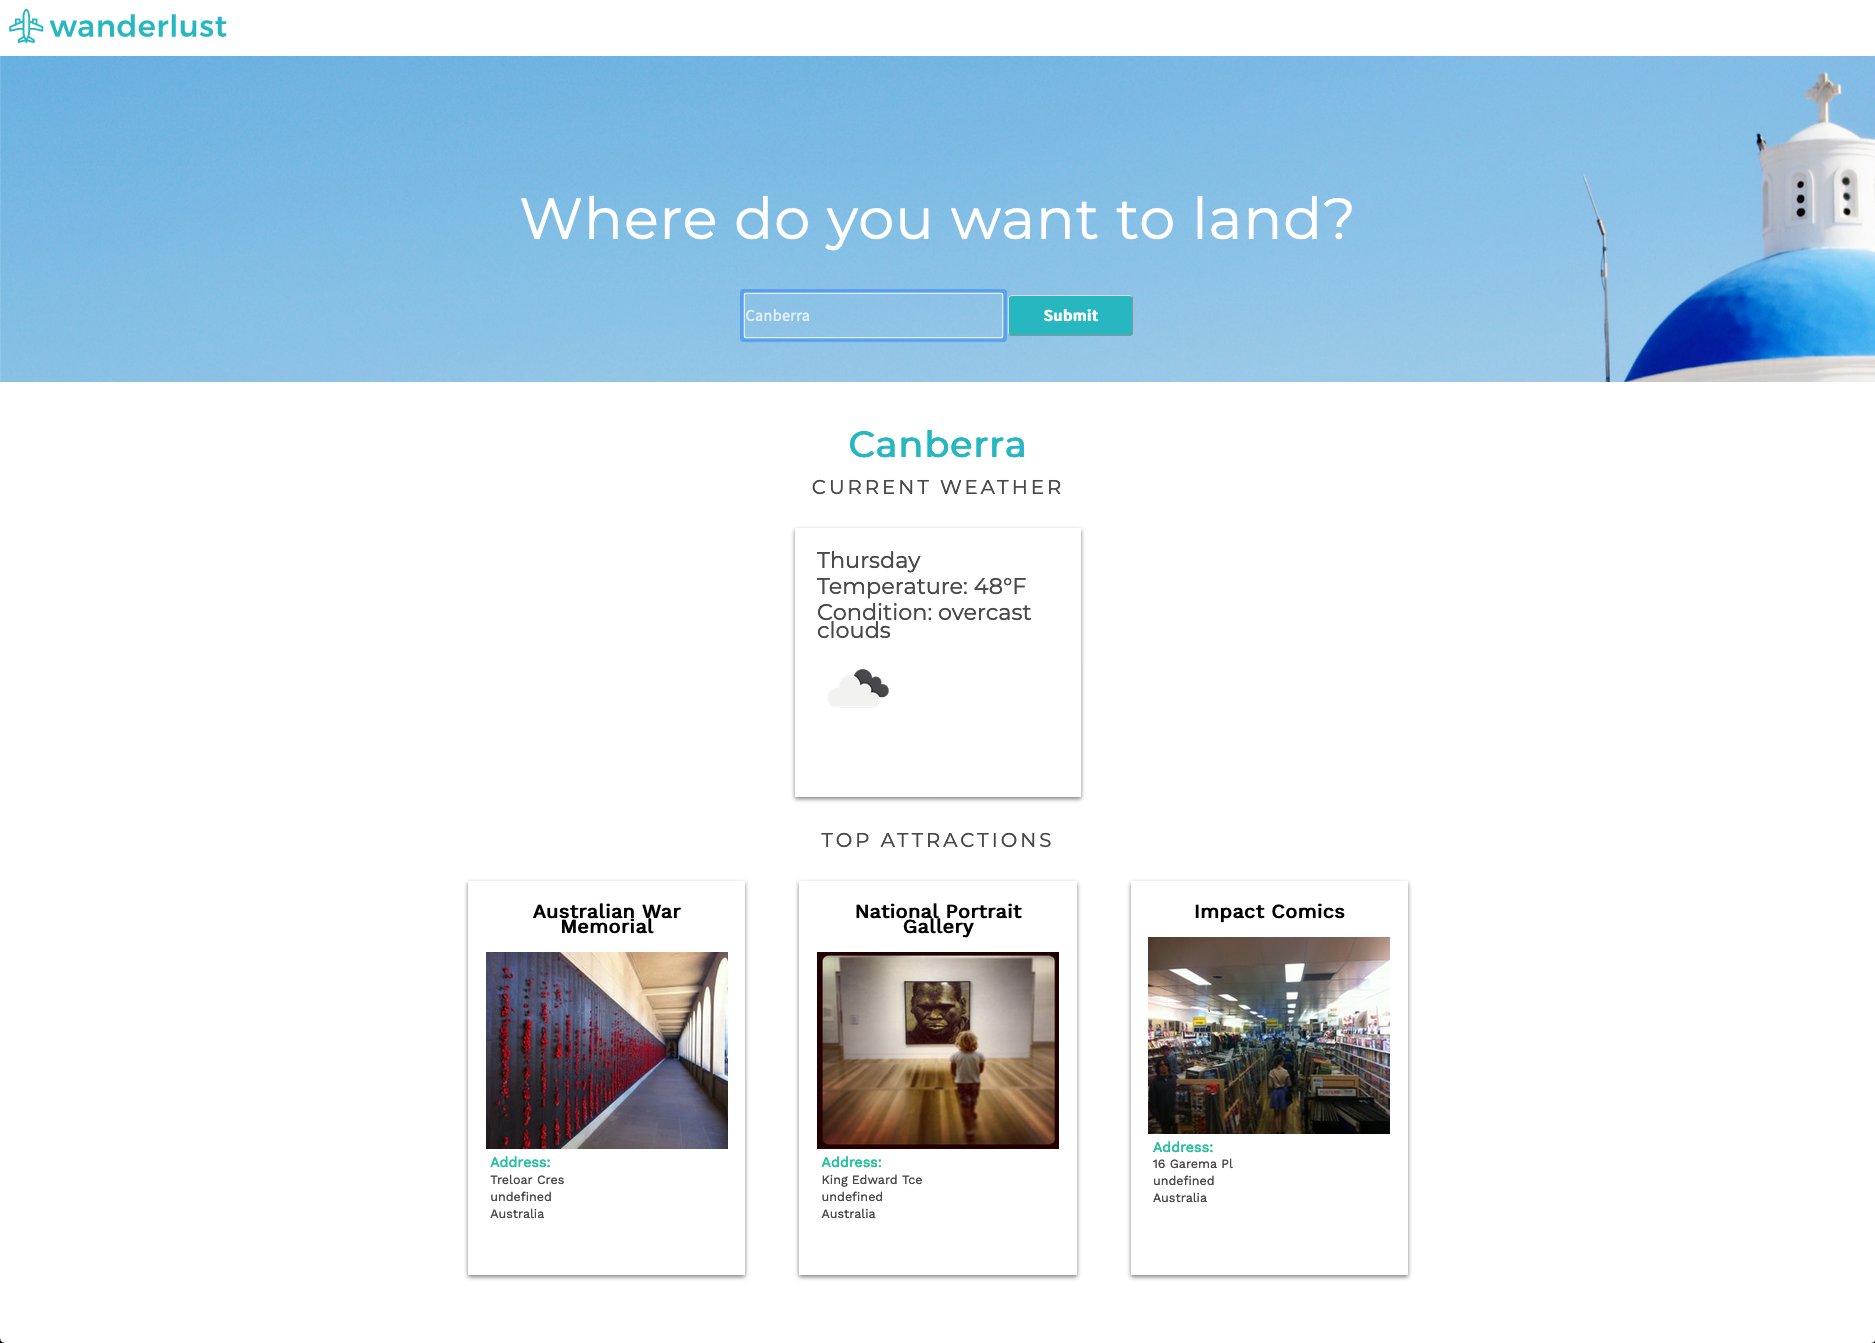 wanderlust
Where do you want to land?
Canberra
Submit
Canberra
CURRENT WEATHER
Thursday
Temperature: 48°F
Condition: overcast
clouds
TOP ATTRACTIONS
Australian War
Memorial
Address:
Treloar Cres
undefined
Australia
National Portrait
Gallery
Address:
King Edward Tce
undefined
Australia
Impact Comics
Address:
16 Garema Pl
undefined
Australia